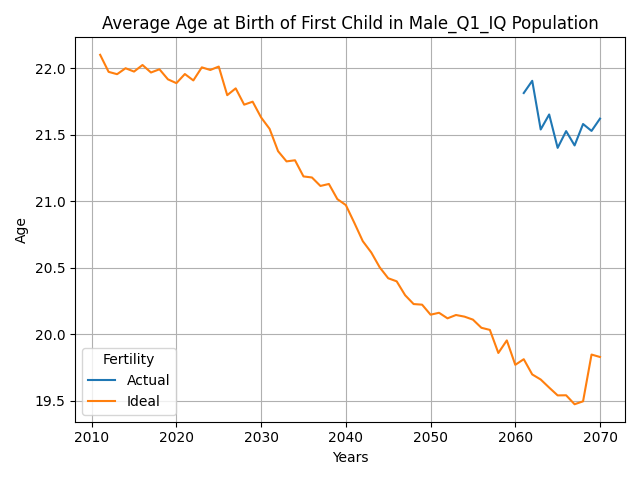 Average Age at Birth of First Child in Male_Q1_IQ Population
Age
22.0
21.5
21.0
20.5
20.0
19.5
Fertility
Actual
Ideal
2010 2020 2030 2040 2050 2060 2070
Years